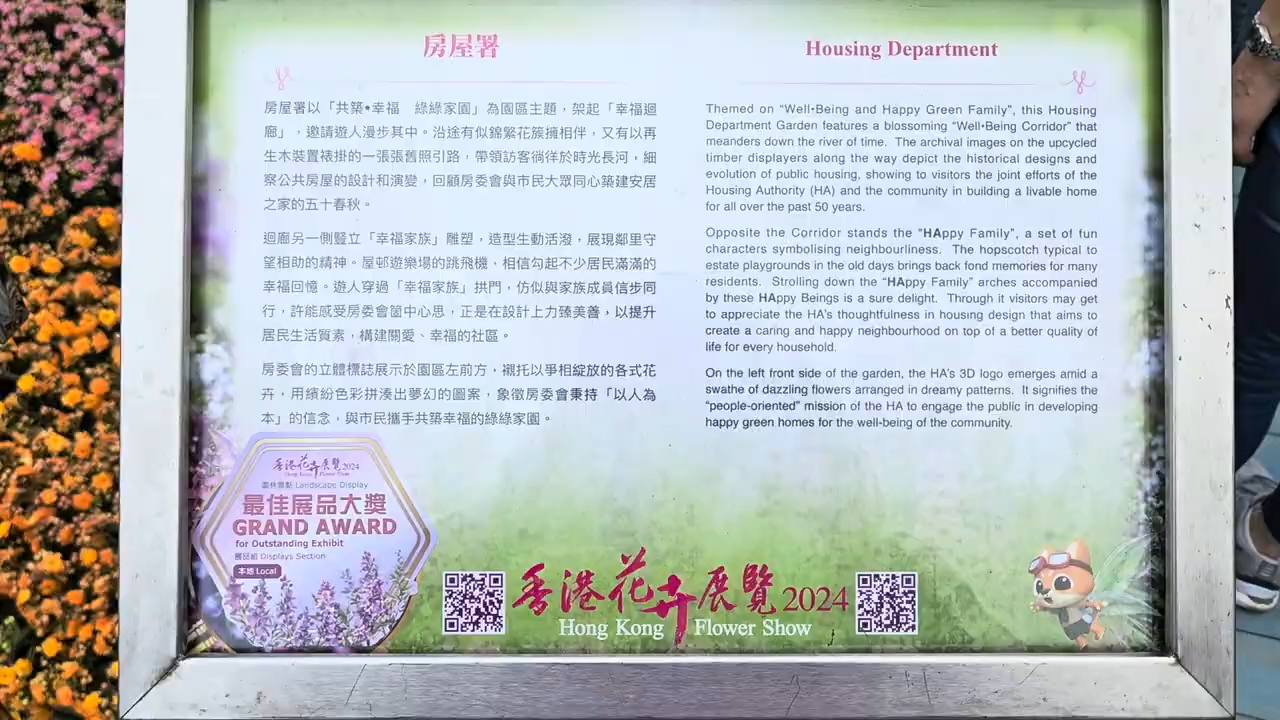 房屋署
房屋署以「共築•幸福　綠綠家園」為園區主題，架起「幸福迴
廊」，邀請遊人漫步其中。沿途有似錦繁花簇擁相伴，又有以再
生木裝置裱掛的一張張舊照引路，帶領訪客徜徉於時光長河，細
察公共房屋的設計和演變，回顧房委會與市民大眾同心築建安居
之家的五十春秋。
迴廊另一側豎立「幸福家族」雕塑，造型生動活潑，展現鄰里守
望相助的精神。屋邨遊樂場的跳飛機，相信勾起不少居民滿滿的
幸福回憶。遊人穿過「幸福家族」拱門，仿似與家族成員信步同
行，許能感受房委會箇中心思，正是在設計上力臻美善，以提升
居民生活質素，構建關愛、幸福的社區。
房委會的立體標誌展示於園區左前方，襯托以爭相綻放的各式花
卉，用繽紛色彩拼湊出夢幻的圖案，象徵房委會秉持「以人為
本」的信念，與市民攜手共築幸福的綠綠家園。
Housing Department
Themed on “Well•Being and Happy Green Family”, this Housing
Department Garden features a blossoming “Well•Being Corridor” that
meanders down the river of time. The archival images on the upcycled
timber displayers along the way depict the historical designs and
evolution of public housing, showing to visitors the joint efforts of the
Housing Authority (HA) and the community in building a livable home
for all over the past 50 years.
Opposite the Corridor stands the “HAppy Family”, a set of fun
characters symbolising neighbourliness. The hopscotch typical to
estate playgrounds in the old days brings back fond memories for many
residents. Strolling down the “HAppy Family” arches accompanied
by these HAppy Beings is a sure delight. Through it visitors may get
to appreciate the HA’s thoughtfulness in housing design that aims to
create a caring and happy neighbourhood on top of a better quality of
life for every household.
On the left front side of the garden, the HA’s 3D logo emerges amid a
swathe of dazzling flowers arranged in dreamy patterns. It signifies the
“people-oriented” mission of the HA to engage the public in developing
happy green homes for the well-being of the community.
香港花卉展覽2024
Hong Kong Flower Show
園林景點 Landscape Display
最佳展品大獎
GRAND AWARD
for Outstanding Exhibit
展品組 Displays Section
本地 Local
香港花卉展覽2024
Hong Kong Flower Show